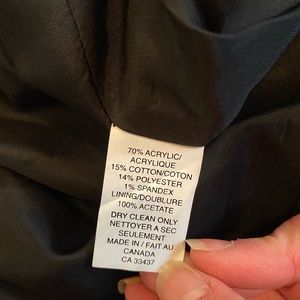 70% ACRYLIC/
ACRYLIQUE
15% COTTON/COTON
14% POLYESTER
1% SPANDEX
LINING/DOUBLURE
100% ACETATE
DRY CLEAN ONLY
NETTOYER A SEC
SEULEMENT
MADE IN / FAIT AU
CANADA
CA 33437